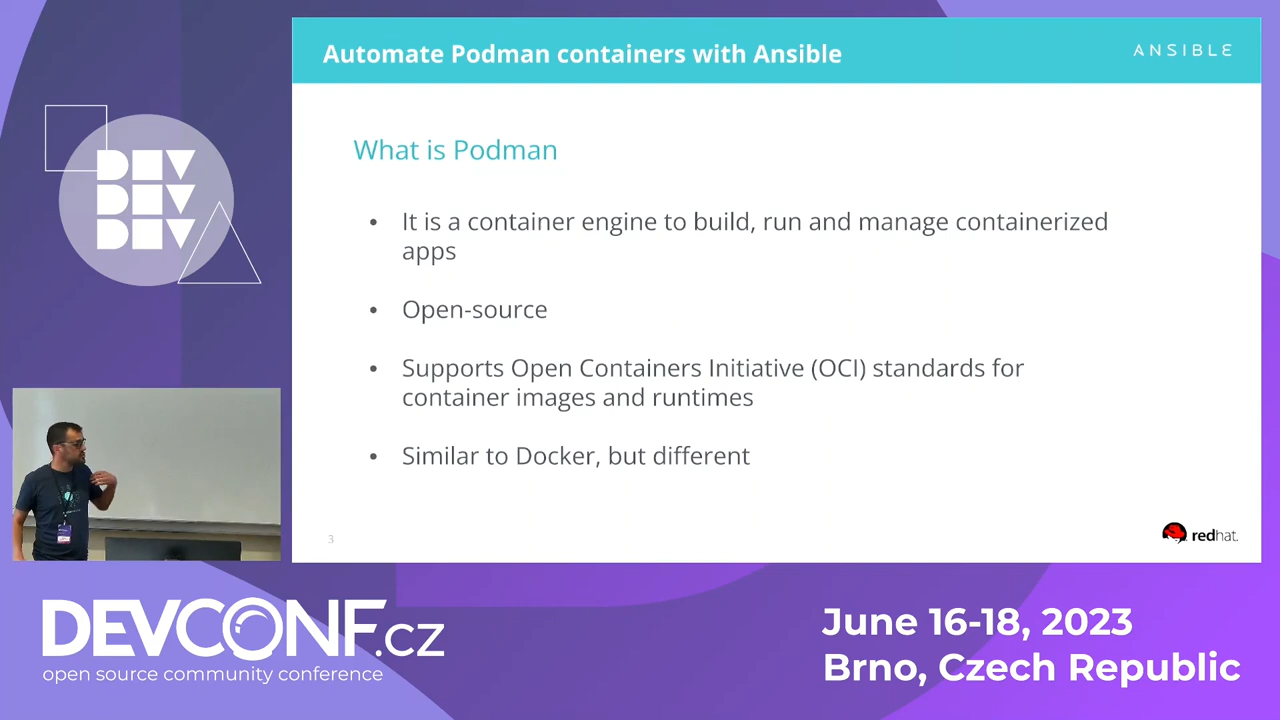 Automate Podman containers with Ansible
ANSIBLE
DEV
DEV
DEV
What is Podman
• It is a container engine to build, run and manage containerized
apps
• Open-source
• Supports Open Containers Initiative (OCI) standards for
container images and runtimes
• Similar to Docker, but different
3
redhat.
DEVCONF.cz
open source community conference
June 16-18, 2023
Brno, Czech Republic